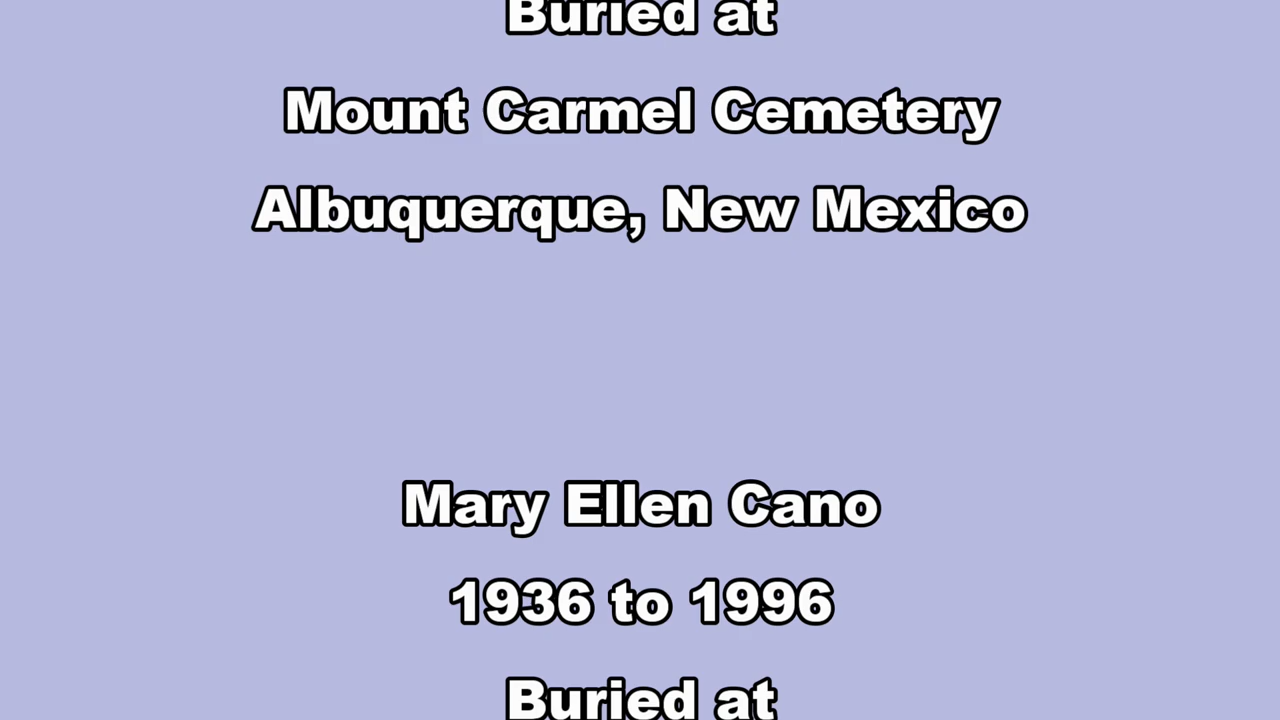 Buried at
Mount Carmel Cemetery
Albuquerque, New Mexico
Mary Ellen Cano
1936 to 1996
Buried at